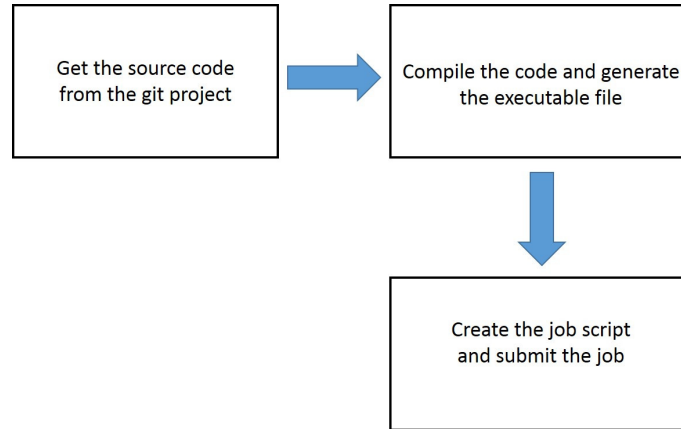 Get the source code
from the git project
Compile the code and generate
the executable file
Create the job script
and submit the job